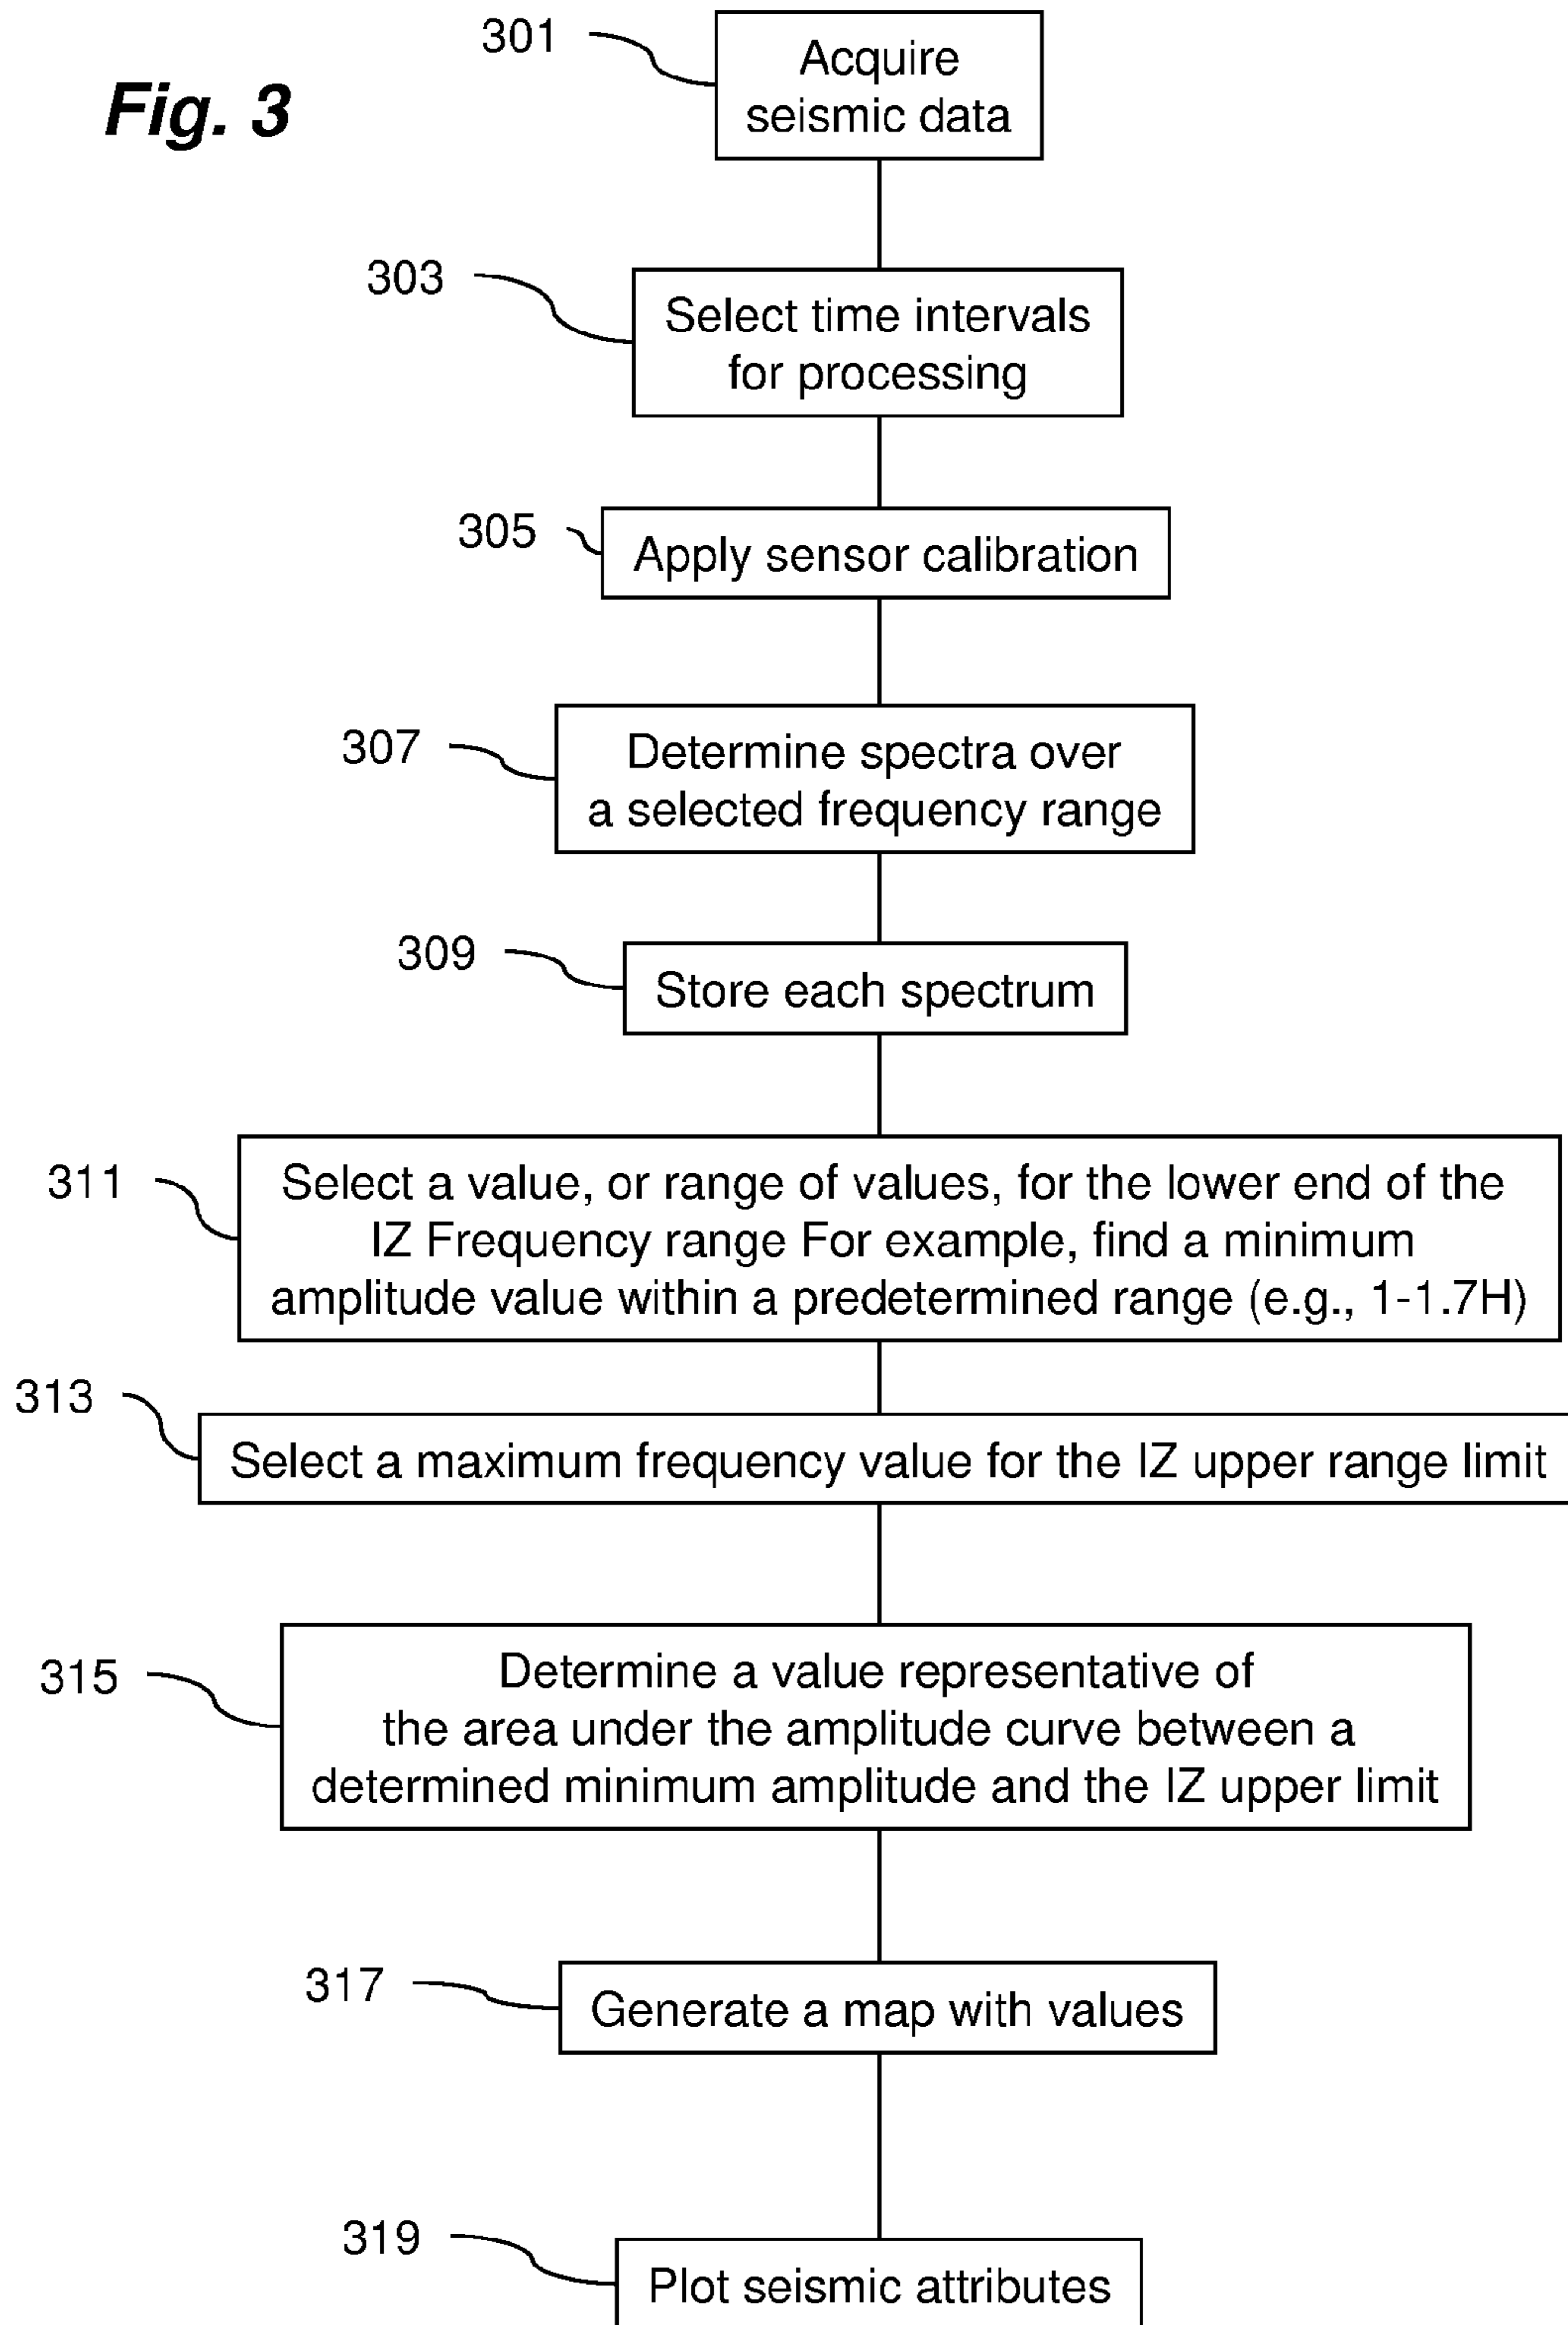 Fig. 3
301
Acquire
seismic data
303
Select time intervals
for processing
305
Apply sensor calibration
307
Determine spectra over
a selected frequency range
309
Store each spectrum
311
Select a value, or range of values, for the lower end of the
IZ Frequency range For example, find a minimum
amplitude value within a predetermined range (e.g., 1-1.7H)
313
Select a maximum frequency value for the IZ upper range limit
315
Determine a value representative of
the area under the amplitude curve between a
determined minimum amplitude and the IZ upper limit
317
Generate a map with values
319
Plot seismic attributes